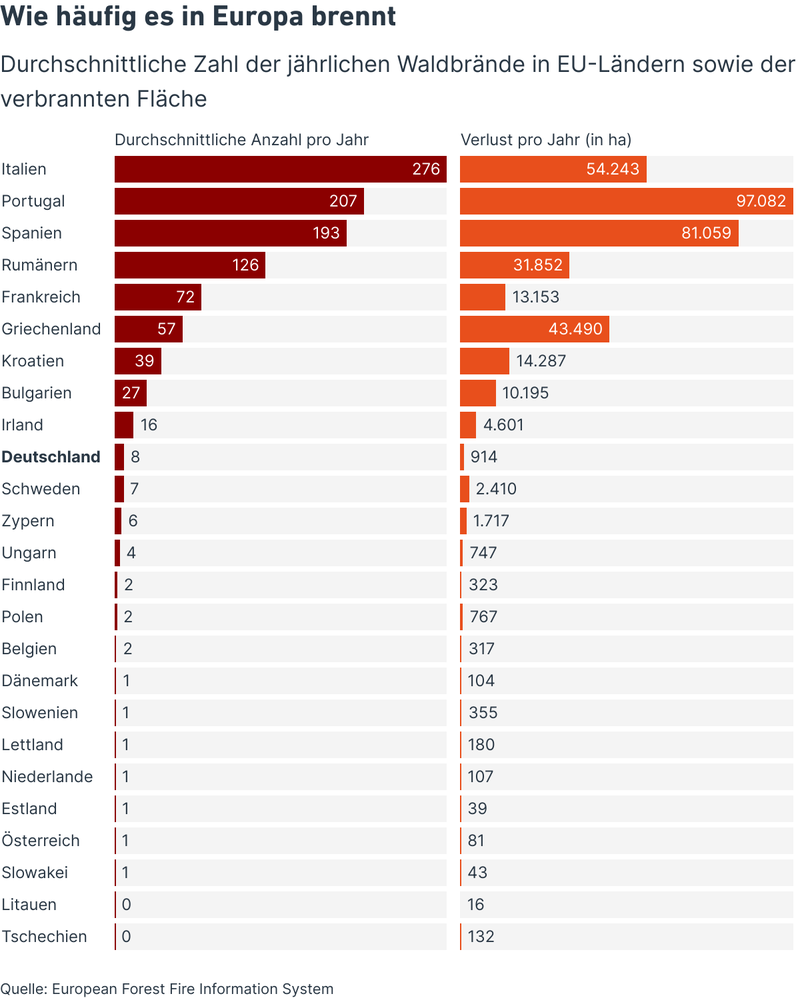 Wie häufig es in Europa brennt
Durchschnittliche Zahl der jährlichen Waldbrände in EU-Ländern sowie der
verbrannten Fläche
Durchschnittliche Anzahl pro Jahr Verlust pro Jahr (in ha)
Italien 276 54.243
Portugal 207 97.082
Spanien 193 81.059
Rumänern 126 31.852
Frankreich 72 13.153
Griechenland 57 43.490
Kroatien 39 14.287
Bulgarien 27 10.195
Irland 16 4.601
Deutschland 8 914
Schweden 7 2.410
Zypern 6 1.717
Ungarn 4 747
Finnland 2 323
Polen 2 767
Belgien 2 317
Dänemark 1 104
Slowenien 1 355
Lettland 1 180
Niederlande 1 107
Estland 1 39
Österreich 1 81
Slowakei 1 43
Litauen 0 16
Tschechien 0 132
Quelle: European Forest Fire Information System